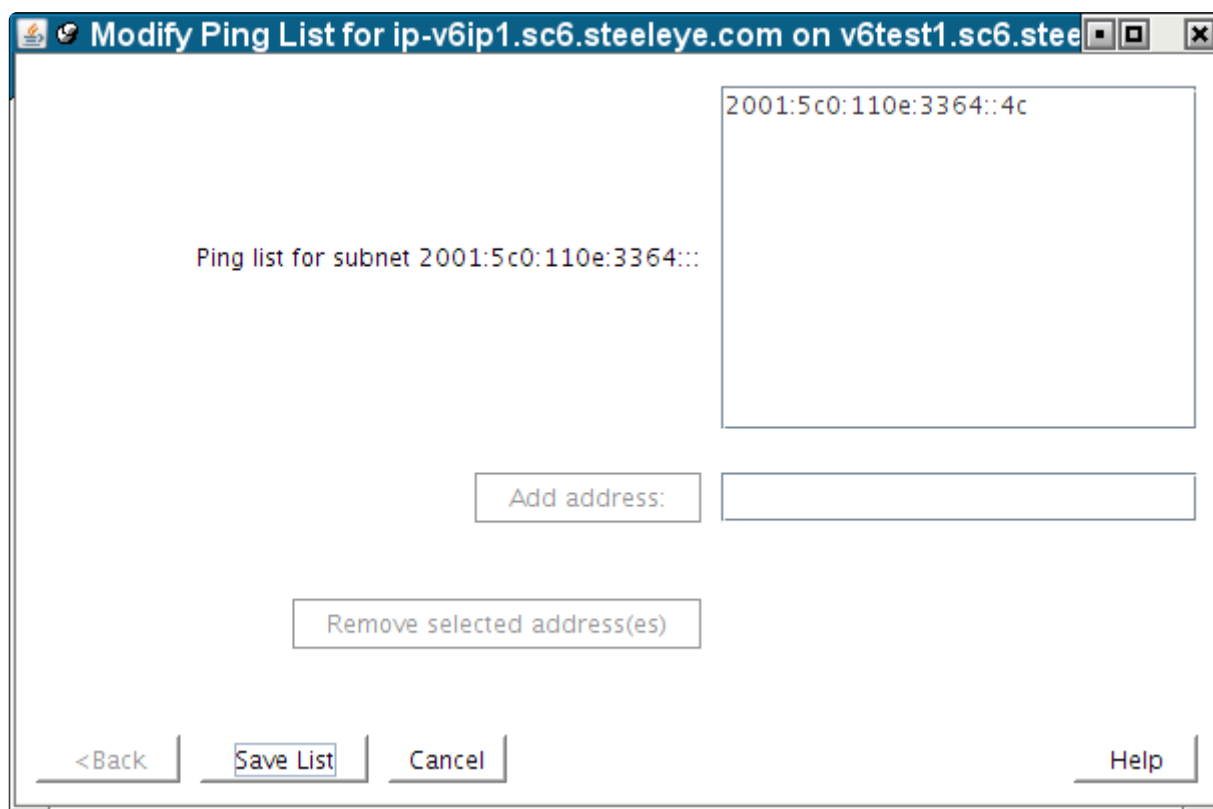 Modify Ping List for ip-v6ip1.sc6.steeleye.com on v6test1.sc6.stee
2001:5c0:110e:3364::4c
Ping list for subnet 2001:5c0:110e:3364:::
Add address:
Remove selected address(es)
<Back Save List Cancel Help